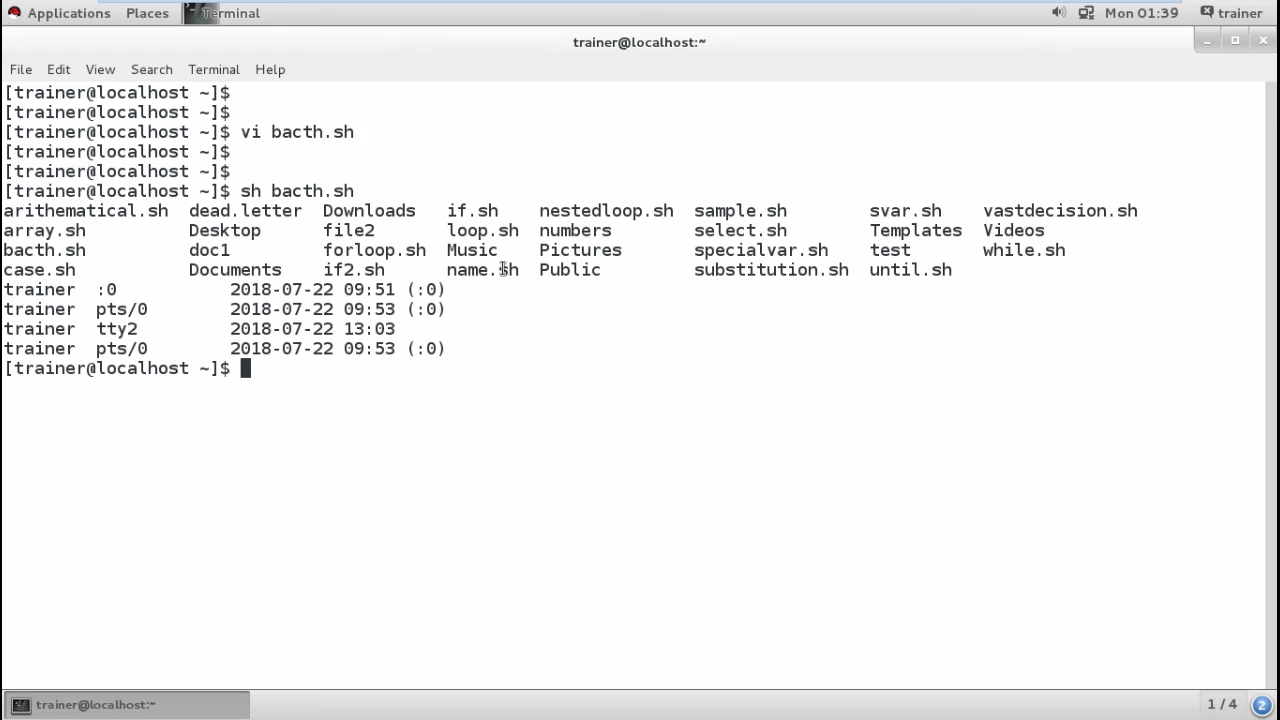 Applications Places Terminal Mon 01:39 trainer
trainer@localhost:~
File Edit View Search Terminal Help
[trainer@localhost ~]$
[trainer@localhost ~]$
[trainer@localhost ~]$ vi bacth.sh
[trainer@localhost ~]$
[trainer@localhost ~]$
[trainer@localhost ~]$ sh bacth.sh
arithematical.sh dead.letter Downloads if.sh nestedloop.sh sample.sh svar.sh vastdecision.sh
array.sh Desktop file2 loop.sh numbers select.sh Templates Videos
bacth.sh doc1 forloop.sh Music Pictures specialvar.sh test while.sh
case.sh Documents if2.sh name.sh Public substitution.sh until.sh
trainer :0 2018-07-22 09:51 (:0)
trainer pts/0 2018-07-22 09:53 (:0)
trainer tty2 2018-07-22 13:03
trainer pts/0 2018-07-22 09:53 (:0)
[trainer@localhost ~]$
trainer@localhost:~ 1 / 4 2